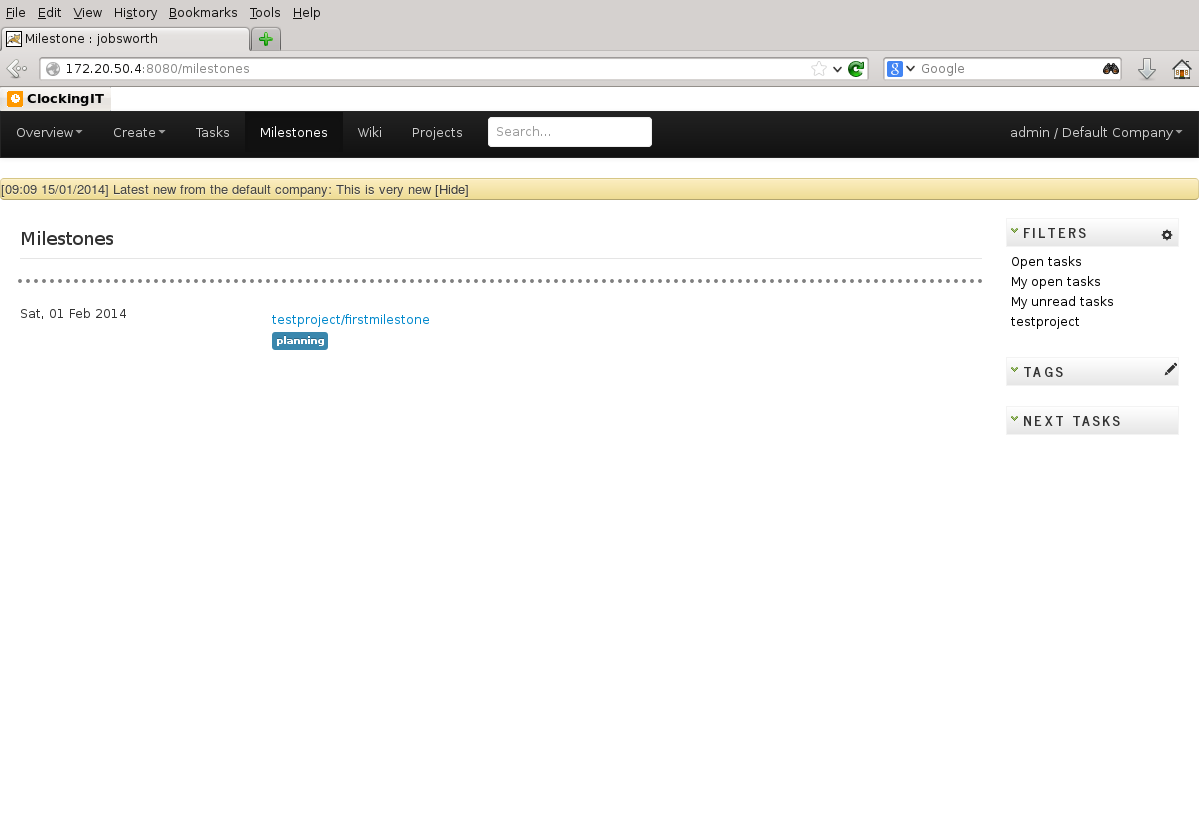 File Edit View History Bookmarks Tools Help
Milestone : jobsworth
172.20.50.4:8080/milestones
Google
ClockingIT
Overview Create Tasks Milestones Wiki Projects Search... admin / Default Company
[09:09 15/01/2014] Latest new from the default company: This is very new [Hide]
Milestones
Sat, 01 Feb 2014
testproject/firstmilestone
planning
FILTERS
Open tasks
My open tasks
My unread tasks
testproject
TAGS
NEXT TASKS